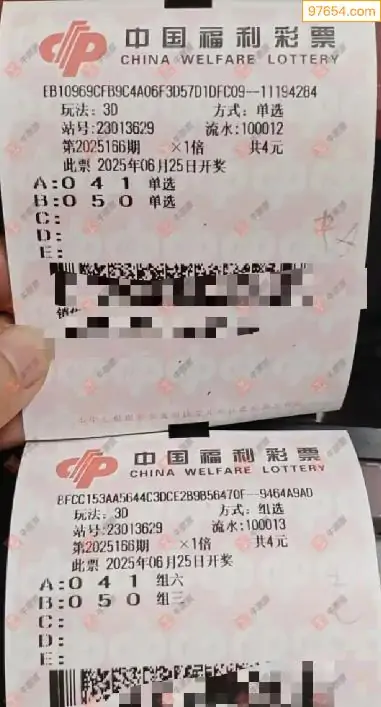 97654.com
中国福利彩票
CHINA WELFARE LOTTERY
EB10969CFB9C4A06F3D57D1DFC09--11194284
玩法:3D 方式:单选
站号:23013629 流水:100012
第2025166期 ×1倍 共4元
此票 2025年06月25日开奖
A:0 4 1 单选
B:0 5 0 单选
C:
D:
E:
中国福利彩票
CHINA WELFARE LOTTERY
8FCC153AA5644C3DCE2B9B56470F--9464A9AD
玩法:3D 方式:组选
站号:23013629 流水:100013
第2025166期 ×1倍 共4元
此票 2025年06月25日开奖
A:0 4 1 组六
B:0 5 0 组三
C:
D:
E: